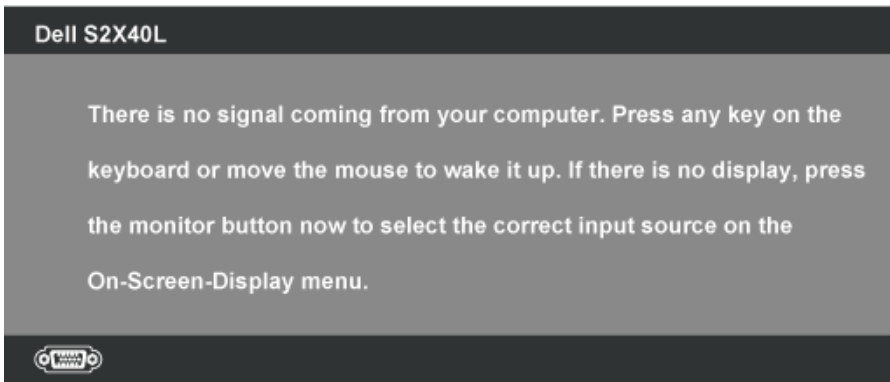 Dell S2X40L
There is no signal coming from your computer. Press any key on the
keyboard or move the mouse to wake it up. If there is no display, press
the monitor button now to select the correct input source on the
On-Screen-Display menu.